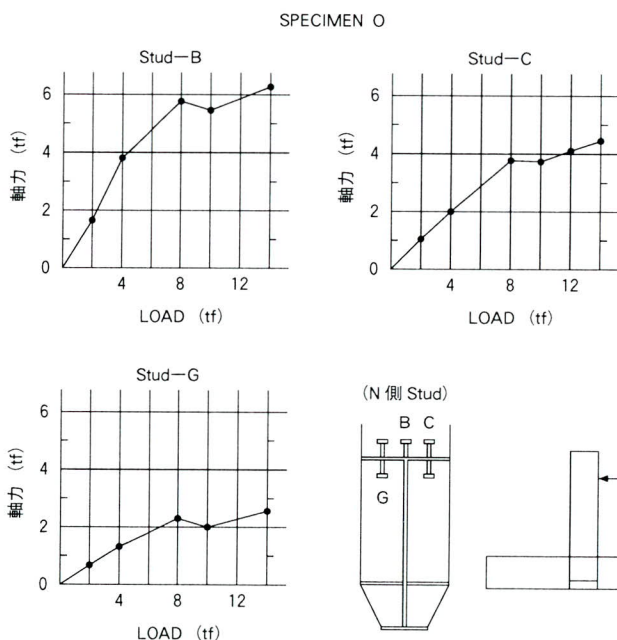 SPECIMEN O
Stud—B
軸力 (tf)
6
4
2
0
4 8 12
LOAD (tf)
Stud—C
軸力 (tf)
6
4
2
0
4 8 12
LOAD (tf)
Stud—G
軸力 (tf)
6
4
2
0
4 8 12
LOAD (tf)
(N 側 Stud)
B C
G